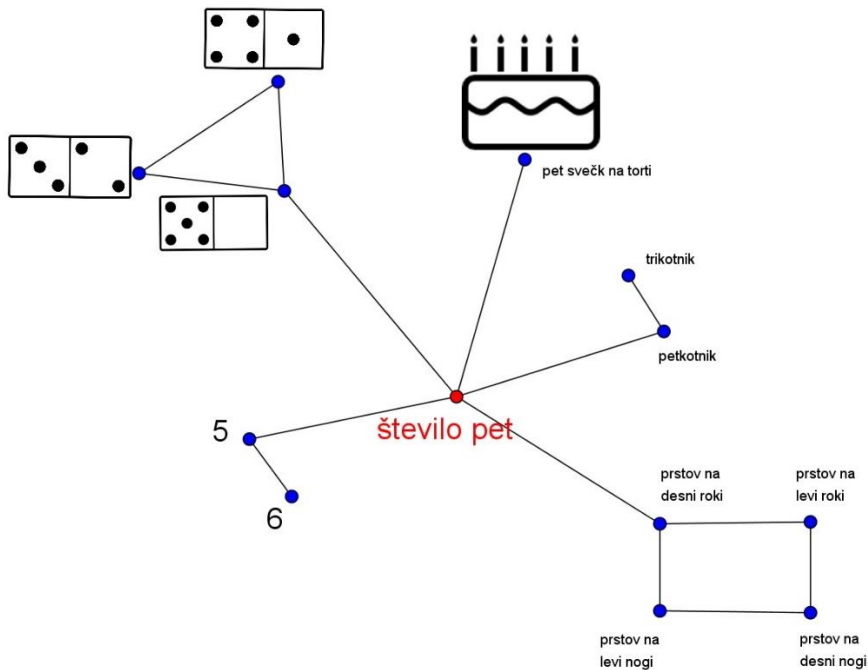 pet svečk na torti
trikotnik
petkotnik
5
število pet
6
prstov na
desni roki
prstov na
levi roki
prstov na
levi nogi
prstov na
desni nogi